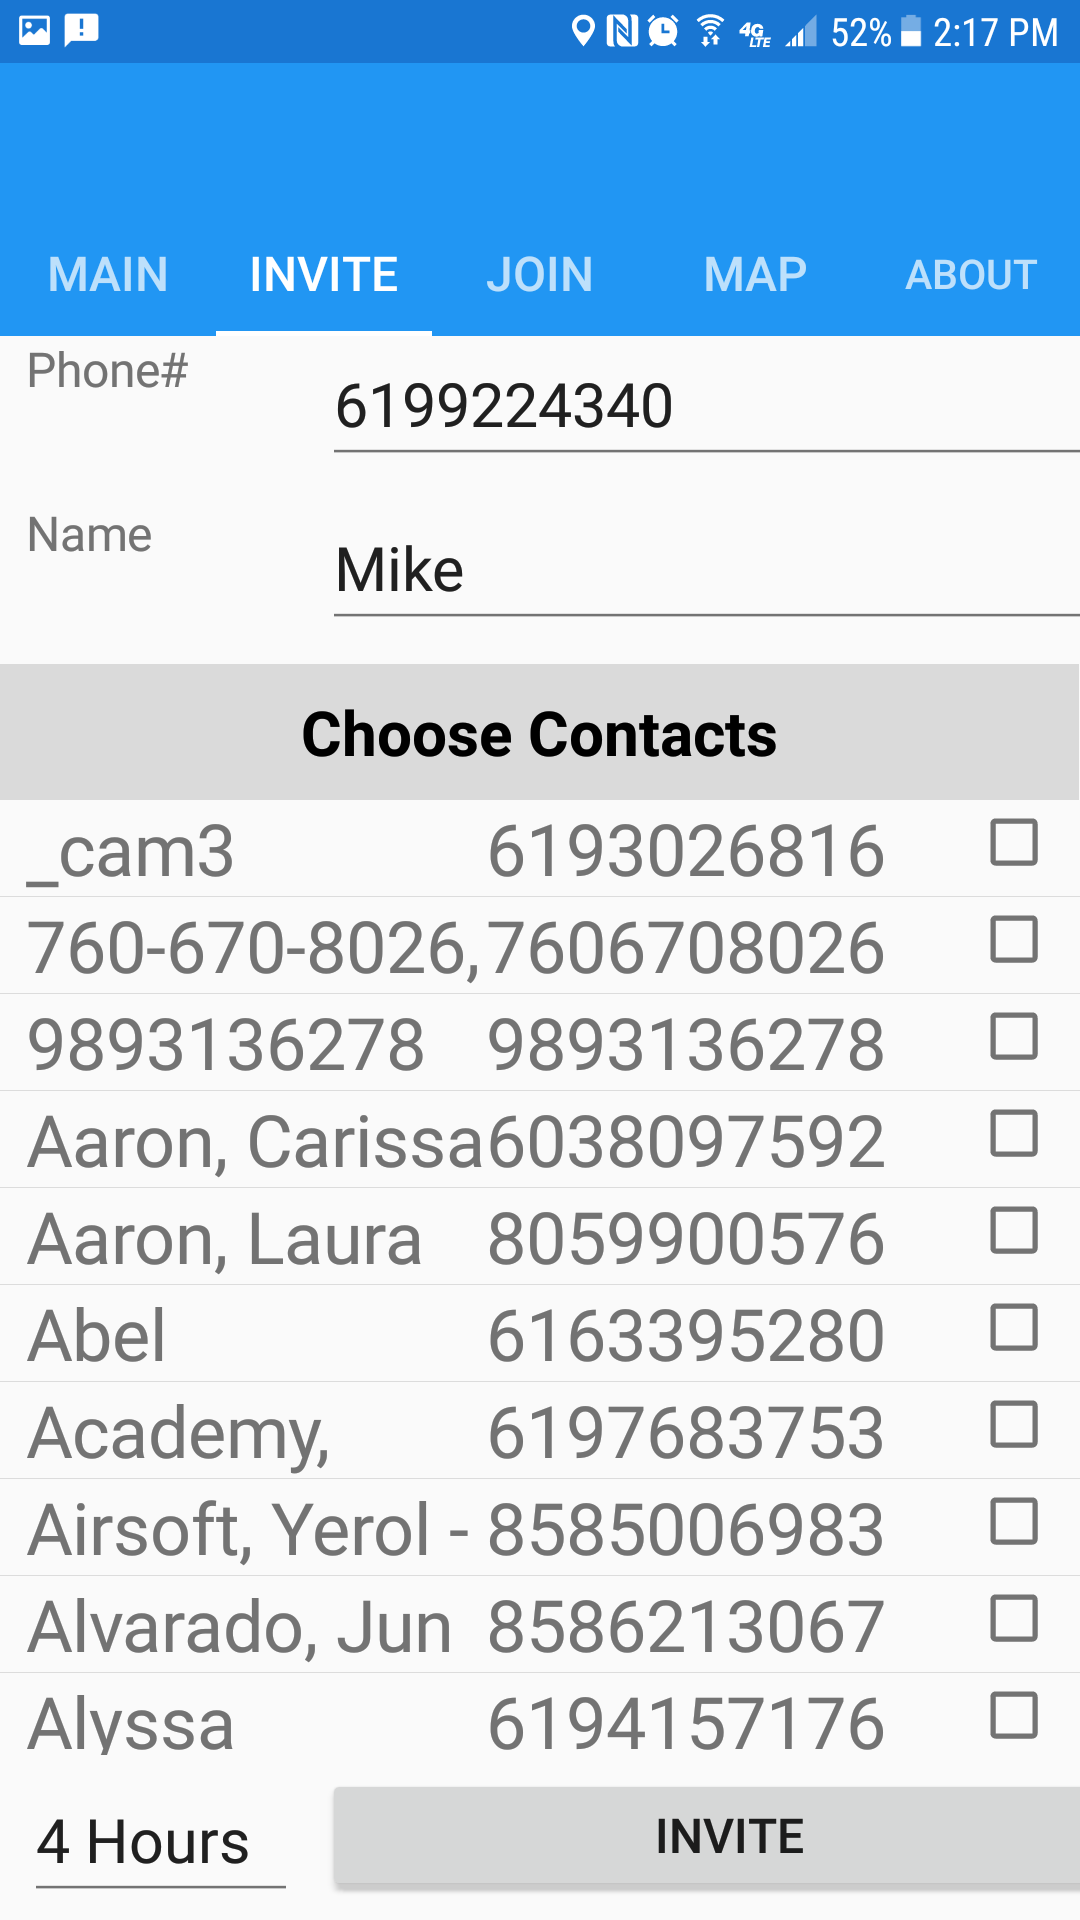 4G LTE 52% 2:17 PM
MAIN INVITE JOIN MAP ABOUT
Phone# 6199224340
Name Mike
Choose Contacts
_cam3 6193026816
760-670-8026, 7606708026
9893136278 9893136278
Aaron, Carissa 6038097592
Aaron, Laura 8059900576
Abel 6163395280
Academy, 6197683753
Airsoft, Yerol - 8585006983
Alvarado, Jun 8586213067
Alyssa 6194157176
4 Hours INVITE